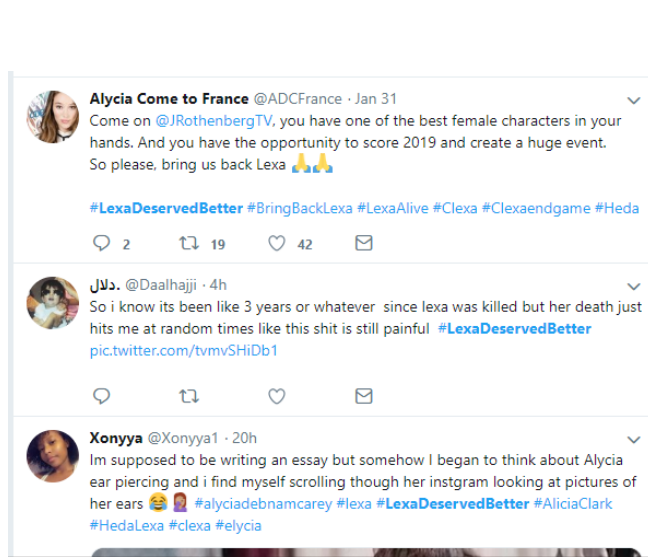 Alycia Come to France @ADCFrance · Jan 31
Come on @JRothenbergTV, you have one of the best female characters in your
hands. And you have the opportunity to score 2019 and create a huge event.
So please, bring us back Lexa 🙏🙏
#LexaDeservedBetter #BringBackLexa #LexaAlive #Clexa #Clexaendgame #Heda
2 19 42
دلال. @Daalhajji · 4h
So i know its been like 3 years or whatever since lexa was killed but her death just
hits me at random times like this shit is still painful #LexaDeservedBetter
pic.twitter.com/tvmvSHiDb1
Xonyya @Xonyya1 · 20h
Im supposed to be writing an essay but somehow I began to think about Alycia
ear piercing and i find myself scrolling though her instgram looking at pictures of
her ears 😂 🤦🏽‍♀️ #alyciadebnamcarey #lexa #LexaDeservedBetter #AliciaClark
#HedaLexa #clexa #elycia